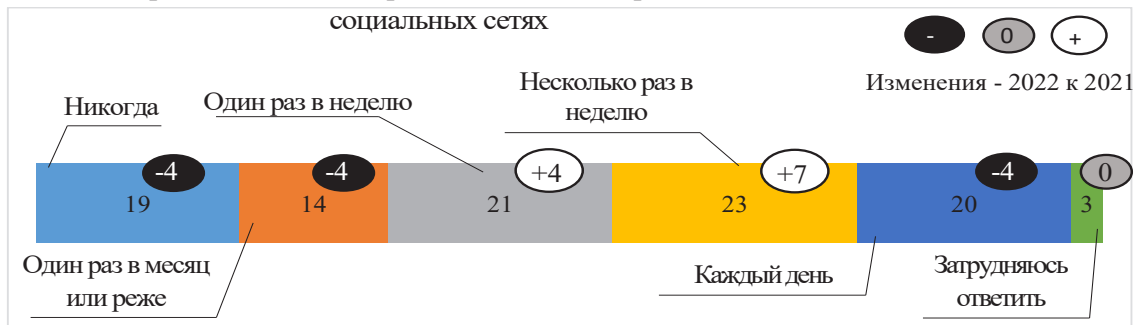 социальных сетях
- 0 +
Изменения - 2022 к 2021
Никогда
Один раз в неделю
Несколько раз в
неделю
-4 -4 +4 +7 -4 0
19 14 21 23 20 3
Один раз в месяц
или реже
Каждый день
Затрудняюсь
ответить